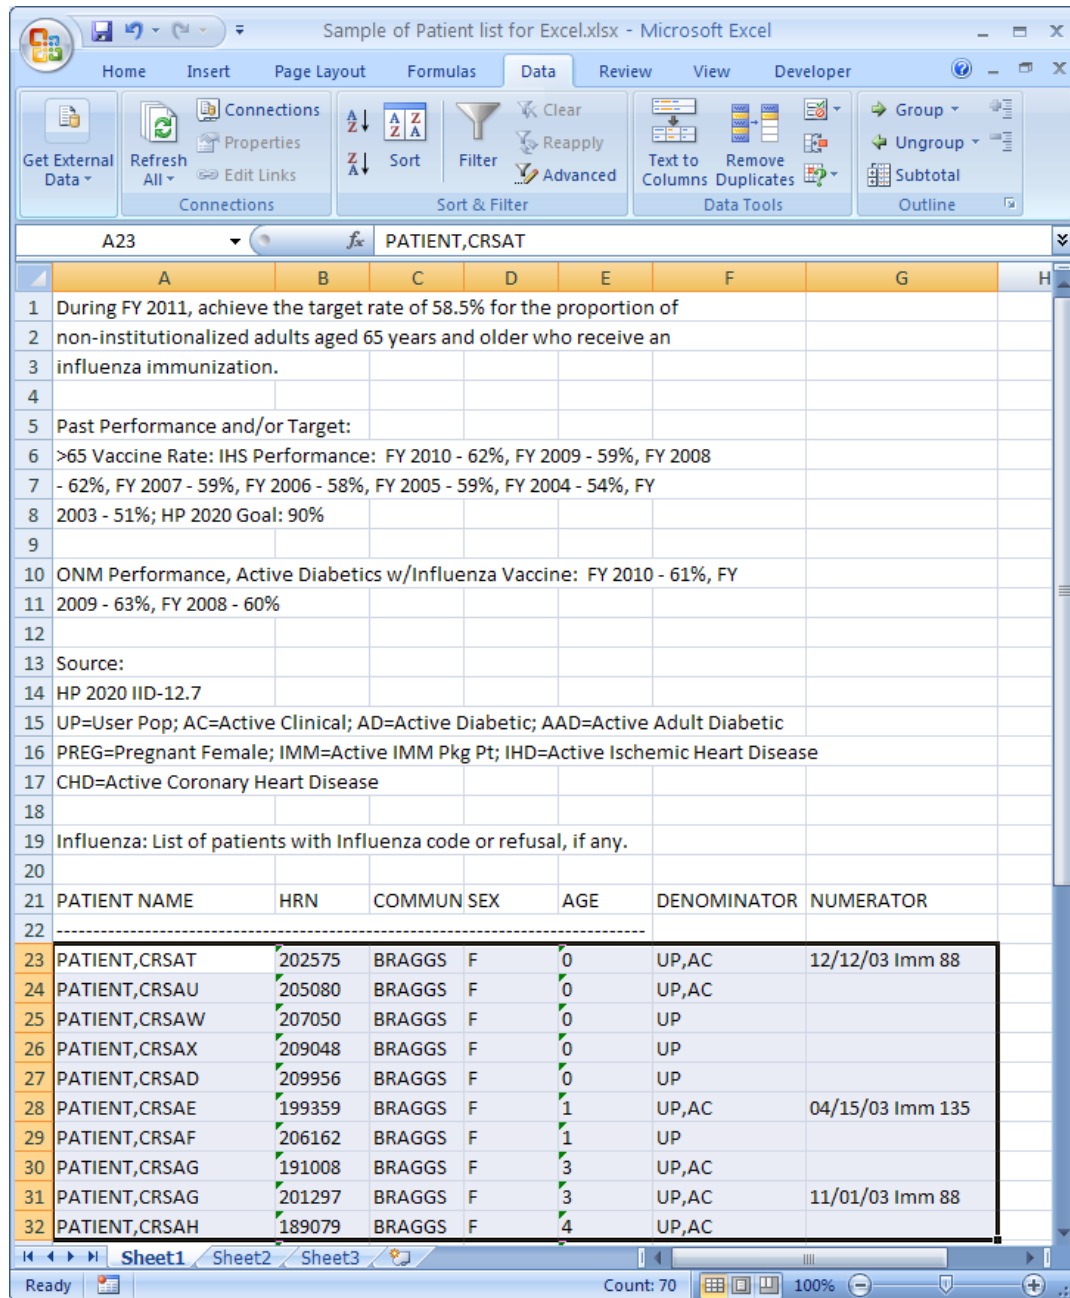 Sample of Patient list for Excel.xlsx - Microsoft Excel
Home Insert Page Layout Formulas Data Review View Developer
Get External Data
Refresh All
Connections
Properties
Edit Links
Connections
Sort
Filter
Clear
Reapply
Advanced
Sort & Filter
Text to Columns
Remove Duplicates
Data Tools
Group
Ungroup
Subtotal
Outline
A23 fx PATIENT,CRSAT
A B C D E F G H
1 During FY 2011, achieve the target rate of 58.5% for the proportion of
2 non-institutionalized adults aged 65 years and older who receive an
3 influenza immunization.
4
5 Past Performance and/or Target:
6 >65 Vaccine Rate: IHS Performance: FY 2010 - 62%, FY 2009 - 59%, FY 2008
7 - 62%, FY 2007 - 59%, FY 2006 - 58%, FY 2005 - 59%, FY 2004 - 54%, FY
8 2003 - 51%; HP 2020 Goal: 90%
9
10 ONM Performance, Active Diabetics w/Influenza Vaccine: FY 2010 - 61%, FY
11 2009 - 63%, FY 2008 - 60%
12
13 Source:
14 HP 2020 IID-12.7
15 UP=User Pop; AC=Active Clinical; AD=Active Diabetic; AAD=Active Adult Diabetic
16 PREG=Pregnant Female; IMM=Active IMM Pkg Pt; IHD=Active Ischemic Heart Disease
17 CHD=Active Coronary Heart Disease
18
19 Influenza: List of patients with Influenza code or refusal, if any.
20
21 PATIENT NAME HRN COMMUN SEX AGE DENOMINATOR NUMERATOR
22 -------------------------------------------------------------------------------
23 PATIENT,CRSAT 202575 BRAGGS F 0 UP,AC 12/12/03 Imm 88
24 PATIENT,CRSAU 205080 BRAGGS F 0 UP,AC
25 PATIENT,CRSAW 207050 BRAGGS F 0 UP
26 PATIENT,CRSAX 209048 BRAGGS F 0 UP
27 PATIENT,CRSAD 209956 BRAGGS F 0 UP
28 PATIENT,CRSAE 199359 BRAGGS F 1 UP,AC 04/15/03 Imm 135
29 PATIENT,CRSAF 206162 BRAGGS F 1 UP
30 PATIENT,CRSAG 191008 BRAGGS F 3 UP,AC
31 PATIENT,CRSAG 201297 BRAGGS F 3 UP,AC 11/01/03 Imm 88
32 PATIENT,CRSAH 189079 BRAGGS F 4 UP,AC
Sheet1 Sheet2 Sheet3
Ready Count: 70 100%